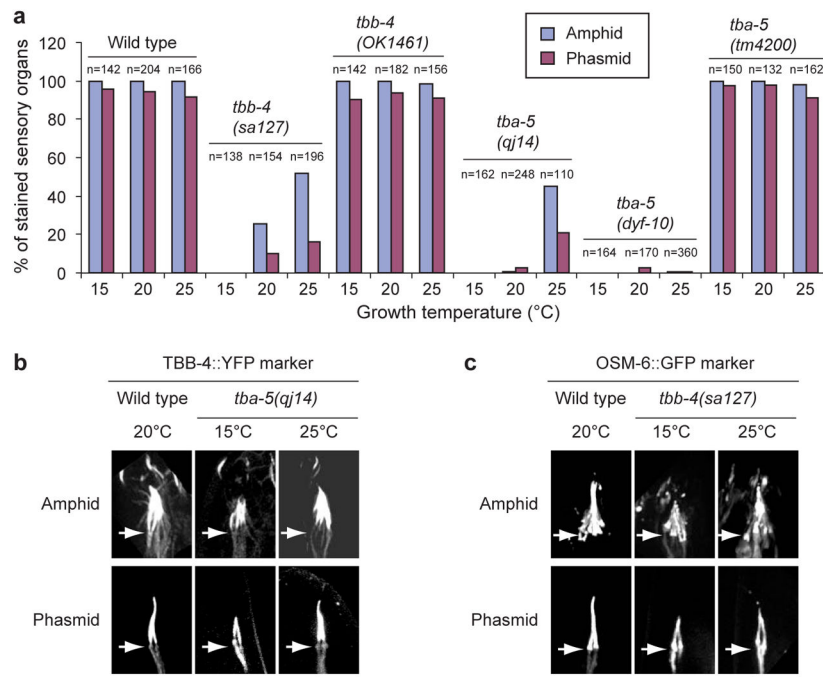 a
% of stained sensory organs
120
100
80
60
40
20
0
Wild type
n=142 n=204 n=166
tbb-4
(sa127)
n=138 n=154 n=196
tbb-4
(OK1461)
n=142 n=182 n=156
tba-5
(qj14)
n=162 n=248 n=110
tba-5
(dyf-10)
n=164 n=170 n=360
tba-5
(tm4200)
n=150 n=132 n=162
Amphid
Phasmid
15 20 25 15 20 25 15 20 25 15 20 25 15 20 25 15 20 25
Growth temperature (°C)
b
TBB-4::YFP marker
Wild type tba-5(qj14)
20°C 15°C 25°C
Amphid
Phasmid
c
OSM-6::GFP marker
Wild type tbb-4(sa127)
20°C 15°C 25°C
Amphid
Phasmid